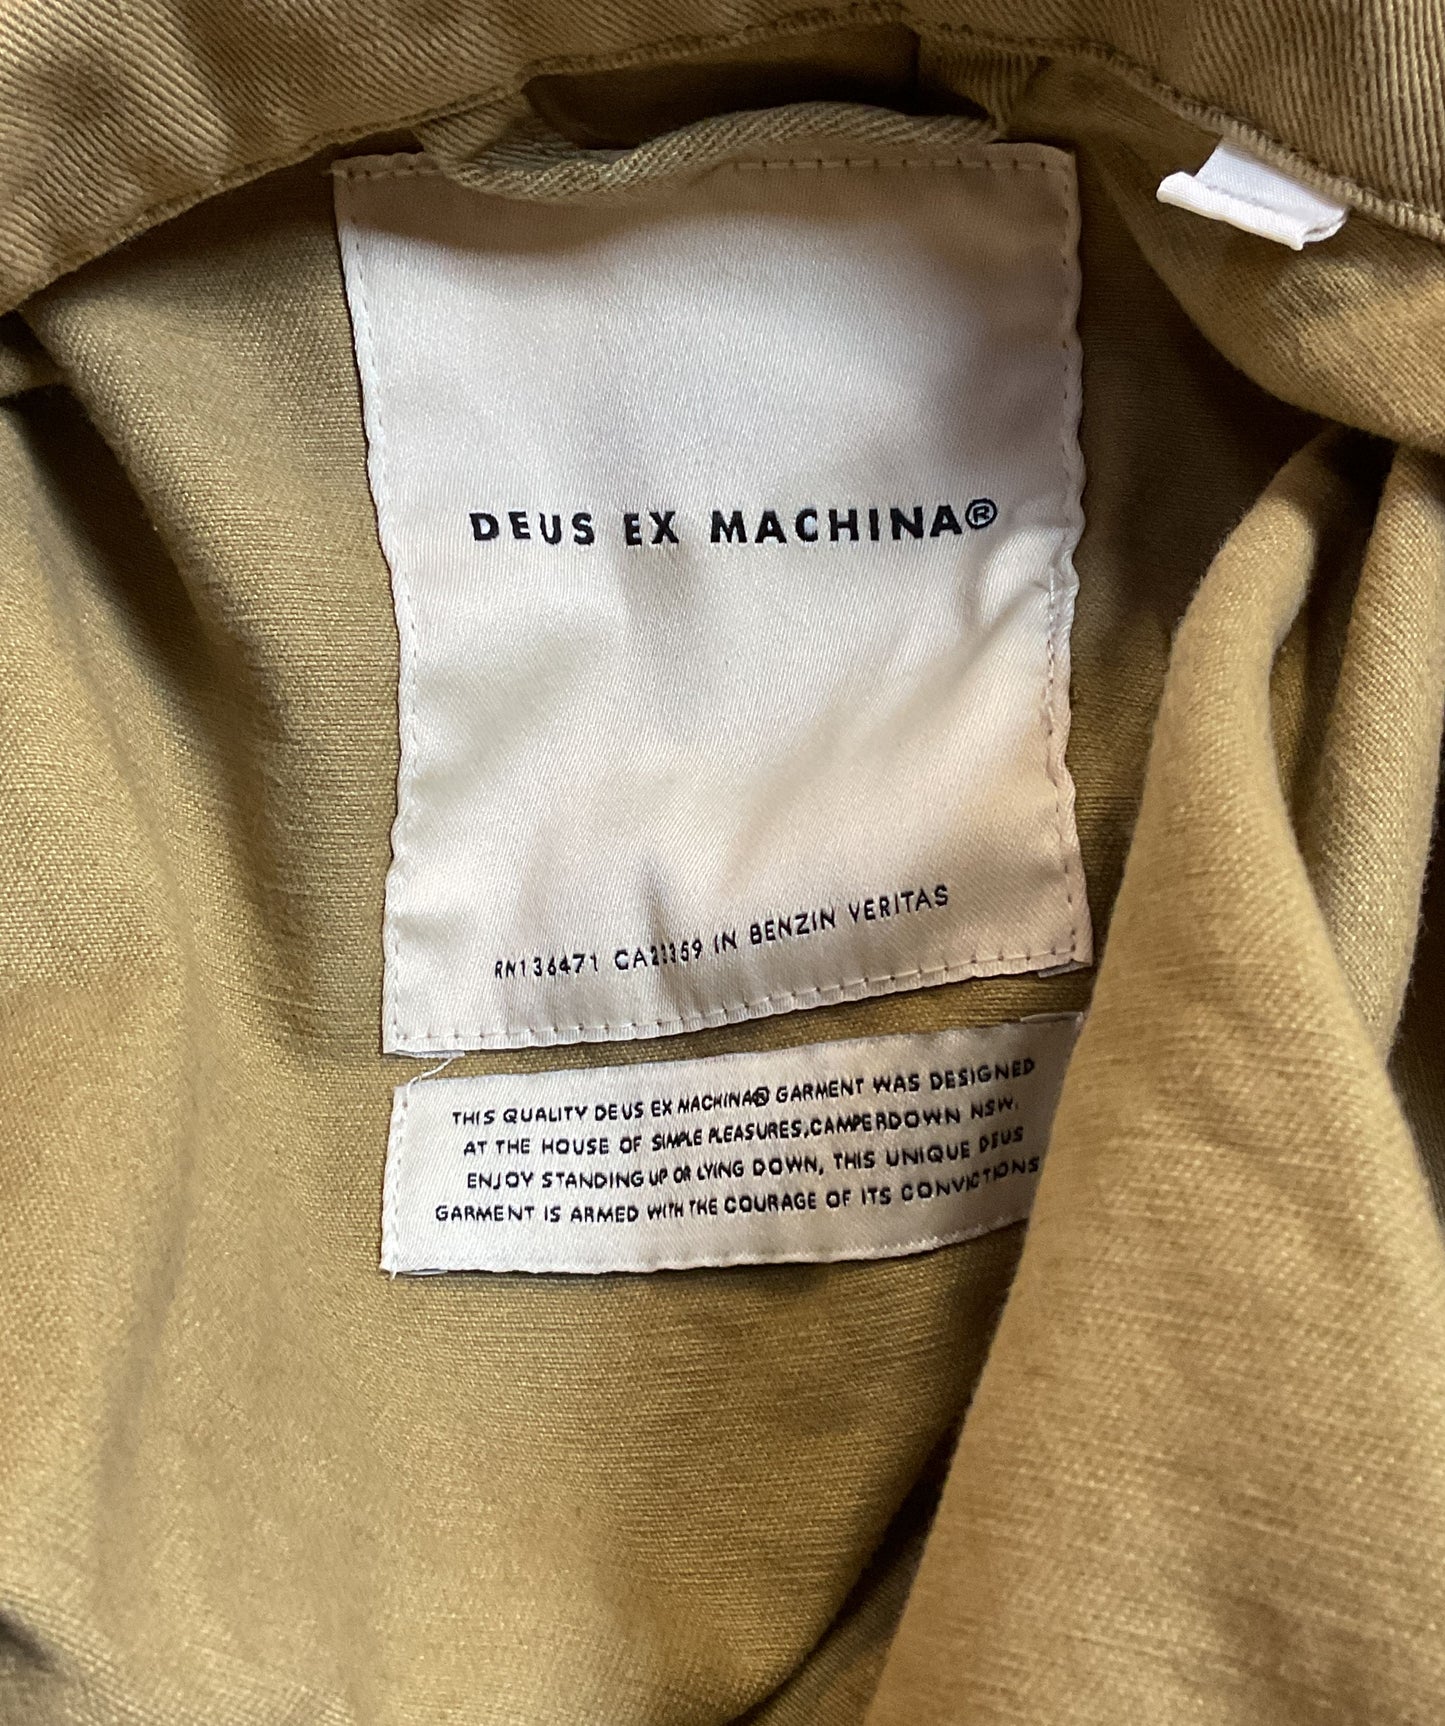 DEUS EX MACHINA®
RN136471 CA23359 IN BENZIN VERITAS
THIS QUALITY DEUS EX MACHINA® GARMENT WAS DESIGNED
AT THE HOUSE OF SIMPLE PLEASURES,CAMPERDOWN NSW.
ENJOY STANDING UP OR LYING DOWN, THIS UNIQUE DEUS
GARMENT IS ARMED WITH THE COURAGE OF ITS CONVICTIONS